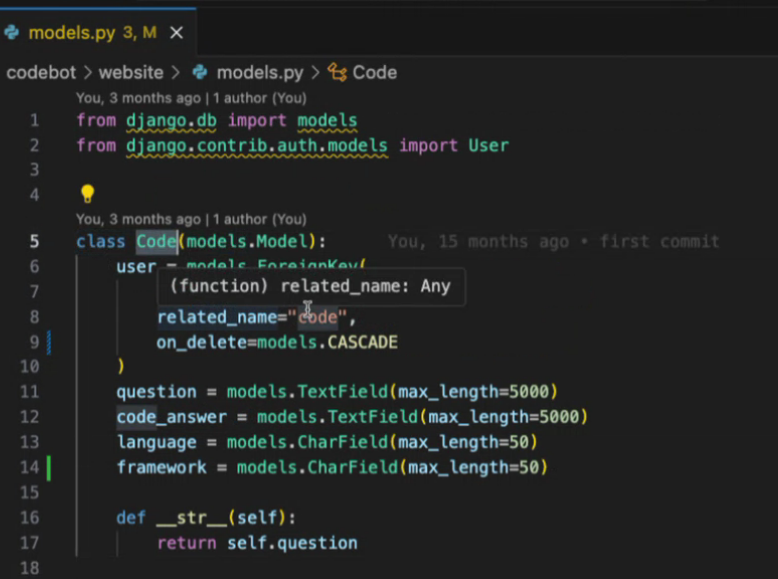 models.py 3, M
codebot > website > models.py > Code
You, 3 months ago | 1 author (You)
1 from django.db import models
2 from django.contrib.auth.models import User
3
4
You, 3 months ago | 1 author (You)
5 class Code(models.Model): You, 15 months ago • first commit
6 user = models.ForeignKey(
(function) related_name: Any
7
8 related_name="code",
9 on_delete=models.CASCADE
10 )
11 question = models.TextField(max_length=5000)
12 code_answer = models.TextField(max_length=5000)
13 language = models.CharField(max_length=50)
14 framework = models.CharField(max_length=50)
15
16 def __str__(self):
17 return self.question
18